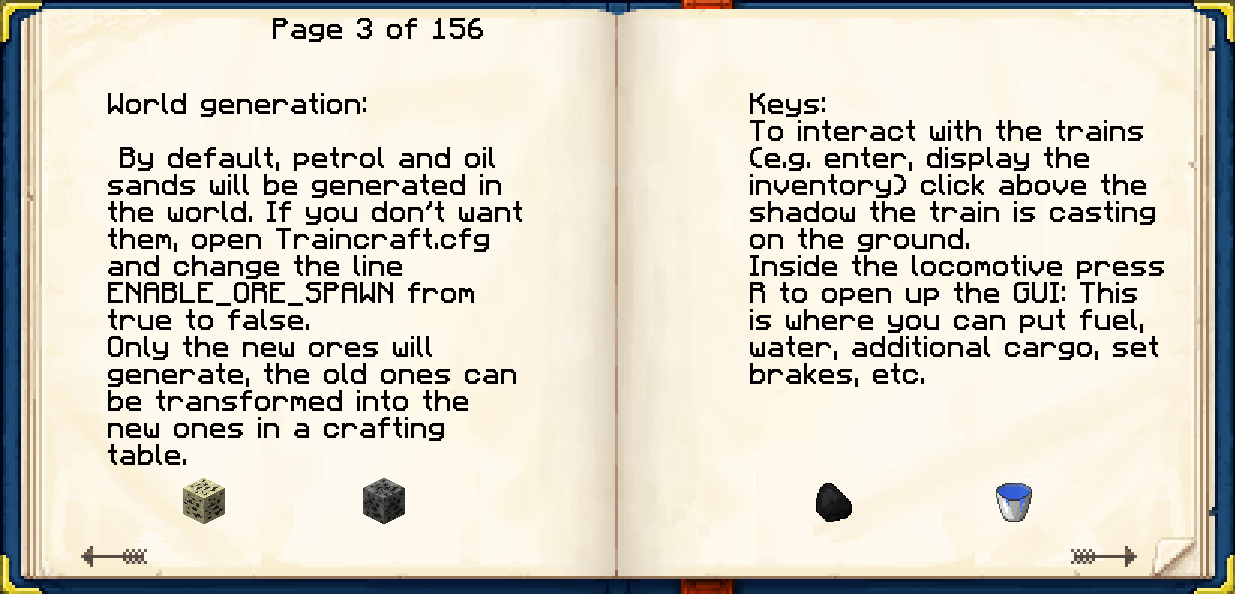 Page 3 of 156
World generation:
By default, petrol and oil
sands will be generated in
the world. If you don't want
them, open Traincraft.cfg
and change the line
ENABLE_ORE_SPAWN from
true to false.
Only the new ores will
generate, the old ones can
be transformed into the
new ones in a crafting
table.
Keys:
To interact with the trains
(e.g. enter, display the
inventory) click above the
shadow the train is casting
on the ground.
Inside the locomotive press
R to open up the GUI: This
is where you can put fuel,
water, additional cargo, set
brakes, etc.